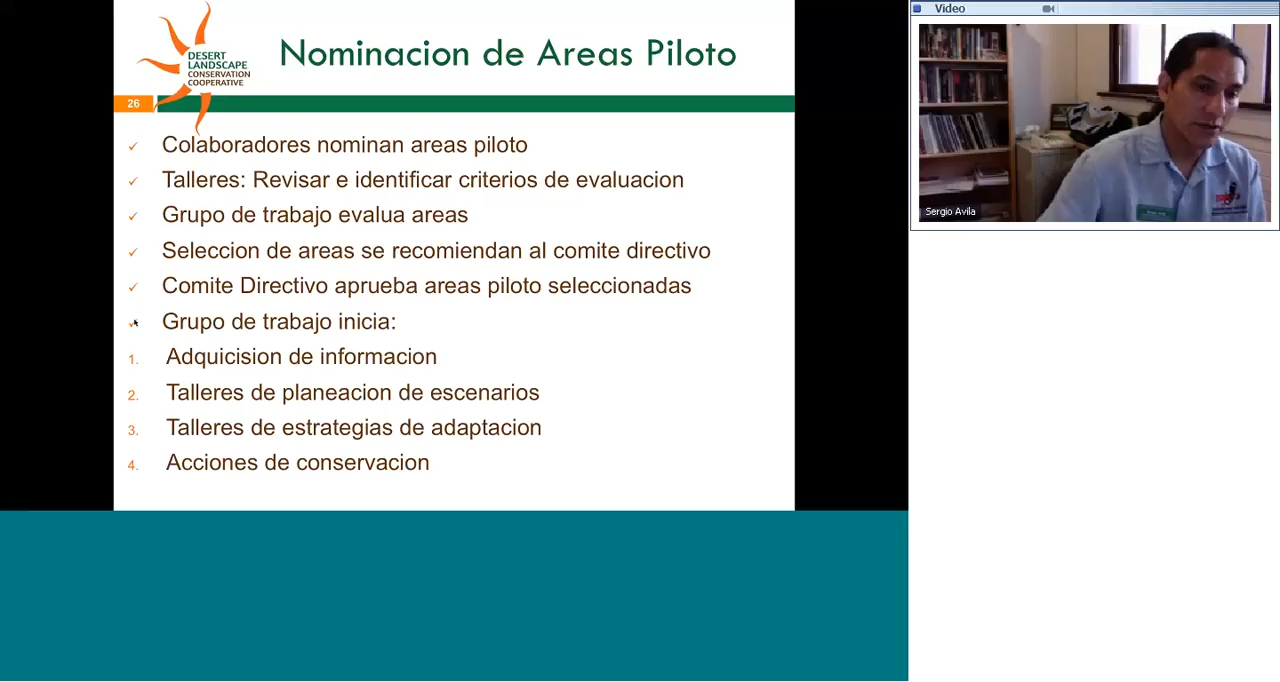 Video
DESERT
LANDSCAPE
CONSERVATION
COOPERATIVE
Nominacion de Areas Piloto
26
Colaboradores nominan areas piloto
Talleres: Revisar e identificar criterios de evaluacion
Grupo de trabajo evalua areas
Seleccion de areas se recomiendan al comite directivo
Comite Directivo aprueba areas piloto seleccionadas
Grupo de trabajo inicia:
1. Adquicision de informacion
2. Talleres de planeacion de escenarios
3. Talleres de estrategias de adaptacion
4. Acciones de conservacion
Sergio Avila